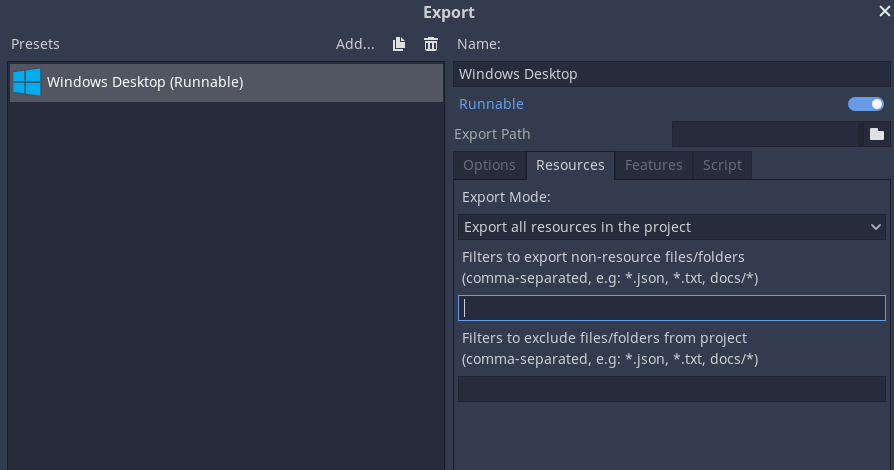 Export
Presets
Add...
Windows Desktop (Runnable)
Name:
Windows Desktop
Runnable
Export Path
Options Resources Features Script
Export Mode:
Export all resources in the project
Filters to export non-resource files/folders
(comma-separated, e.g: *.json, *.txt, docs/*)
Filters to exclude files/folders from project
(comma-separated, e.g: *.json, *.txt, docs/*)